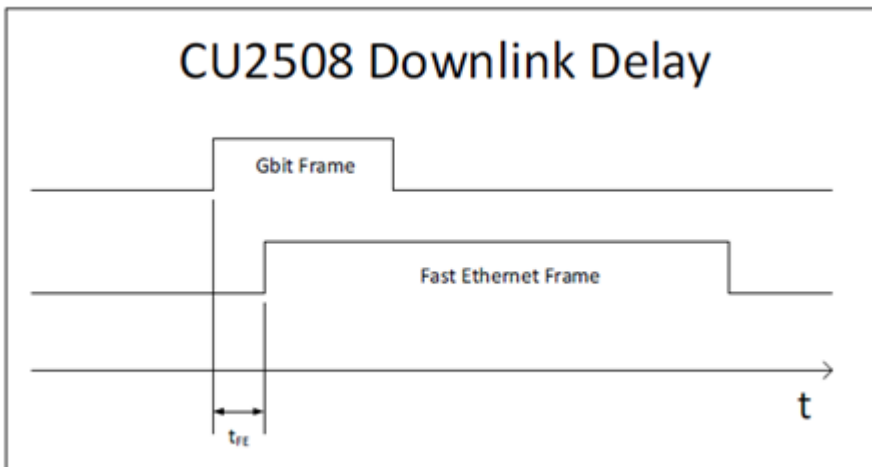 CU2508 Downlink Delay
Gbit Frame
Fast Ethernet Frame
t
tFE